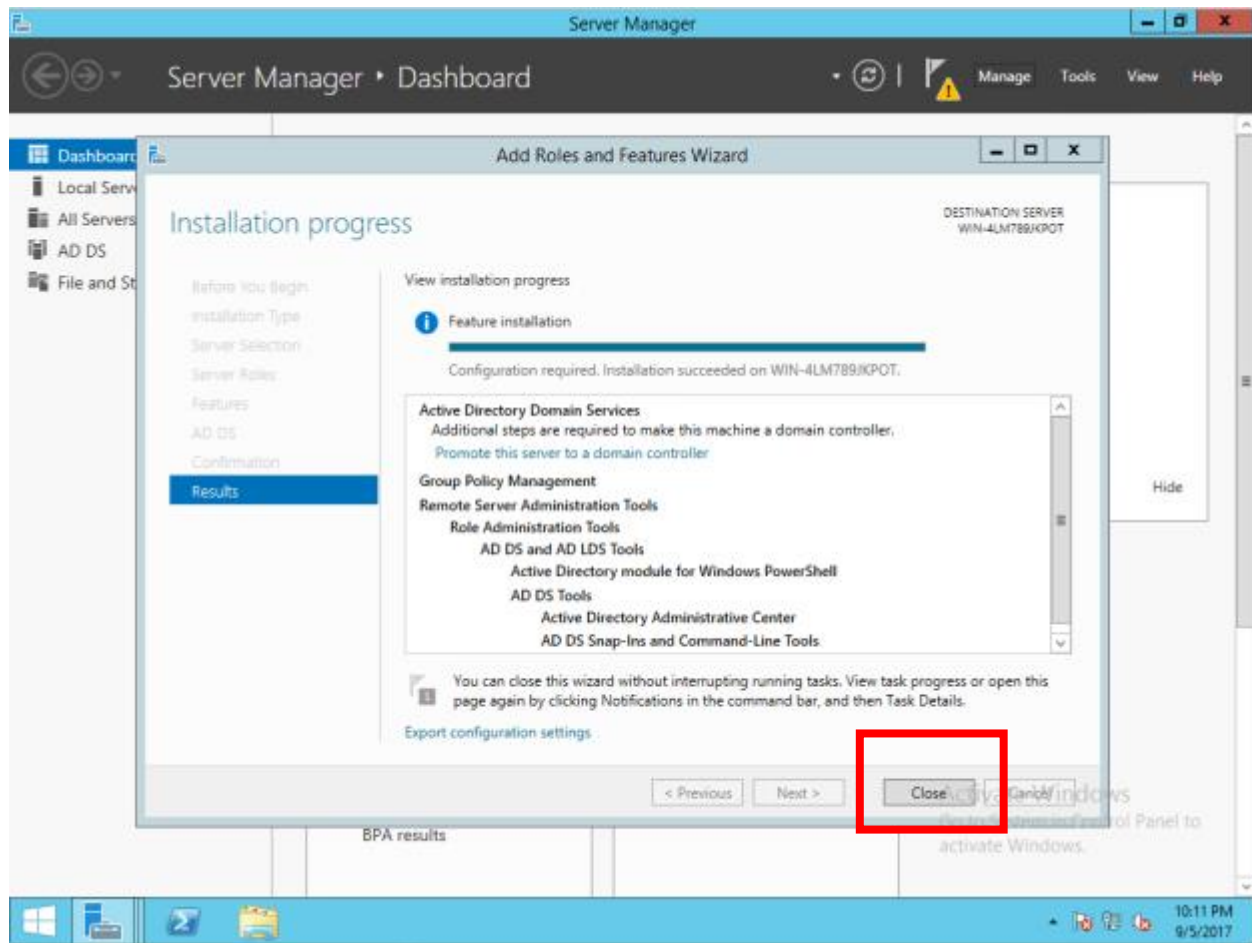 Server Manager
Server Manager • Dashboard
Manage Tools View Help
Dashboard
Local Serv
All Servers
AD DS
File and St
Add Roles and Features Wizard
Installation progress
DESTINATION SERVER
WIN-4LM789JKPOT
Before You Begin
Installation Type
Server Selection
Server Roles
Features
AD DS
Confirmation
Results
View installation progress
Feature installation
Configuration required. Installation succeeded on WIN-4LM789JKPOT.
Active Directory Domain Services
Additional steps are required to make this machine a domain controller.
Promote this server to a domain controller
Group Policy Management
Remote Server Administration Tools
Role Administration Tools
AD DS and AD LDS Tools
Active Directory module for Windows PowerShell
AD DS Tools
Active Directory Administrative Center
AD DS Snap-Ins and Command-Line Tools
You can close this wizard without interrupting running tasks. View task progress or open this
page again by clicking Notifications in the command bar, and then Task Details.
Export configuration settings
< Previous Next > Close Cancel
Hide
BPA results
Activate Windows
Go to System in Control Panel to
activate Windows.
10:11 PM
9/5/2017